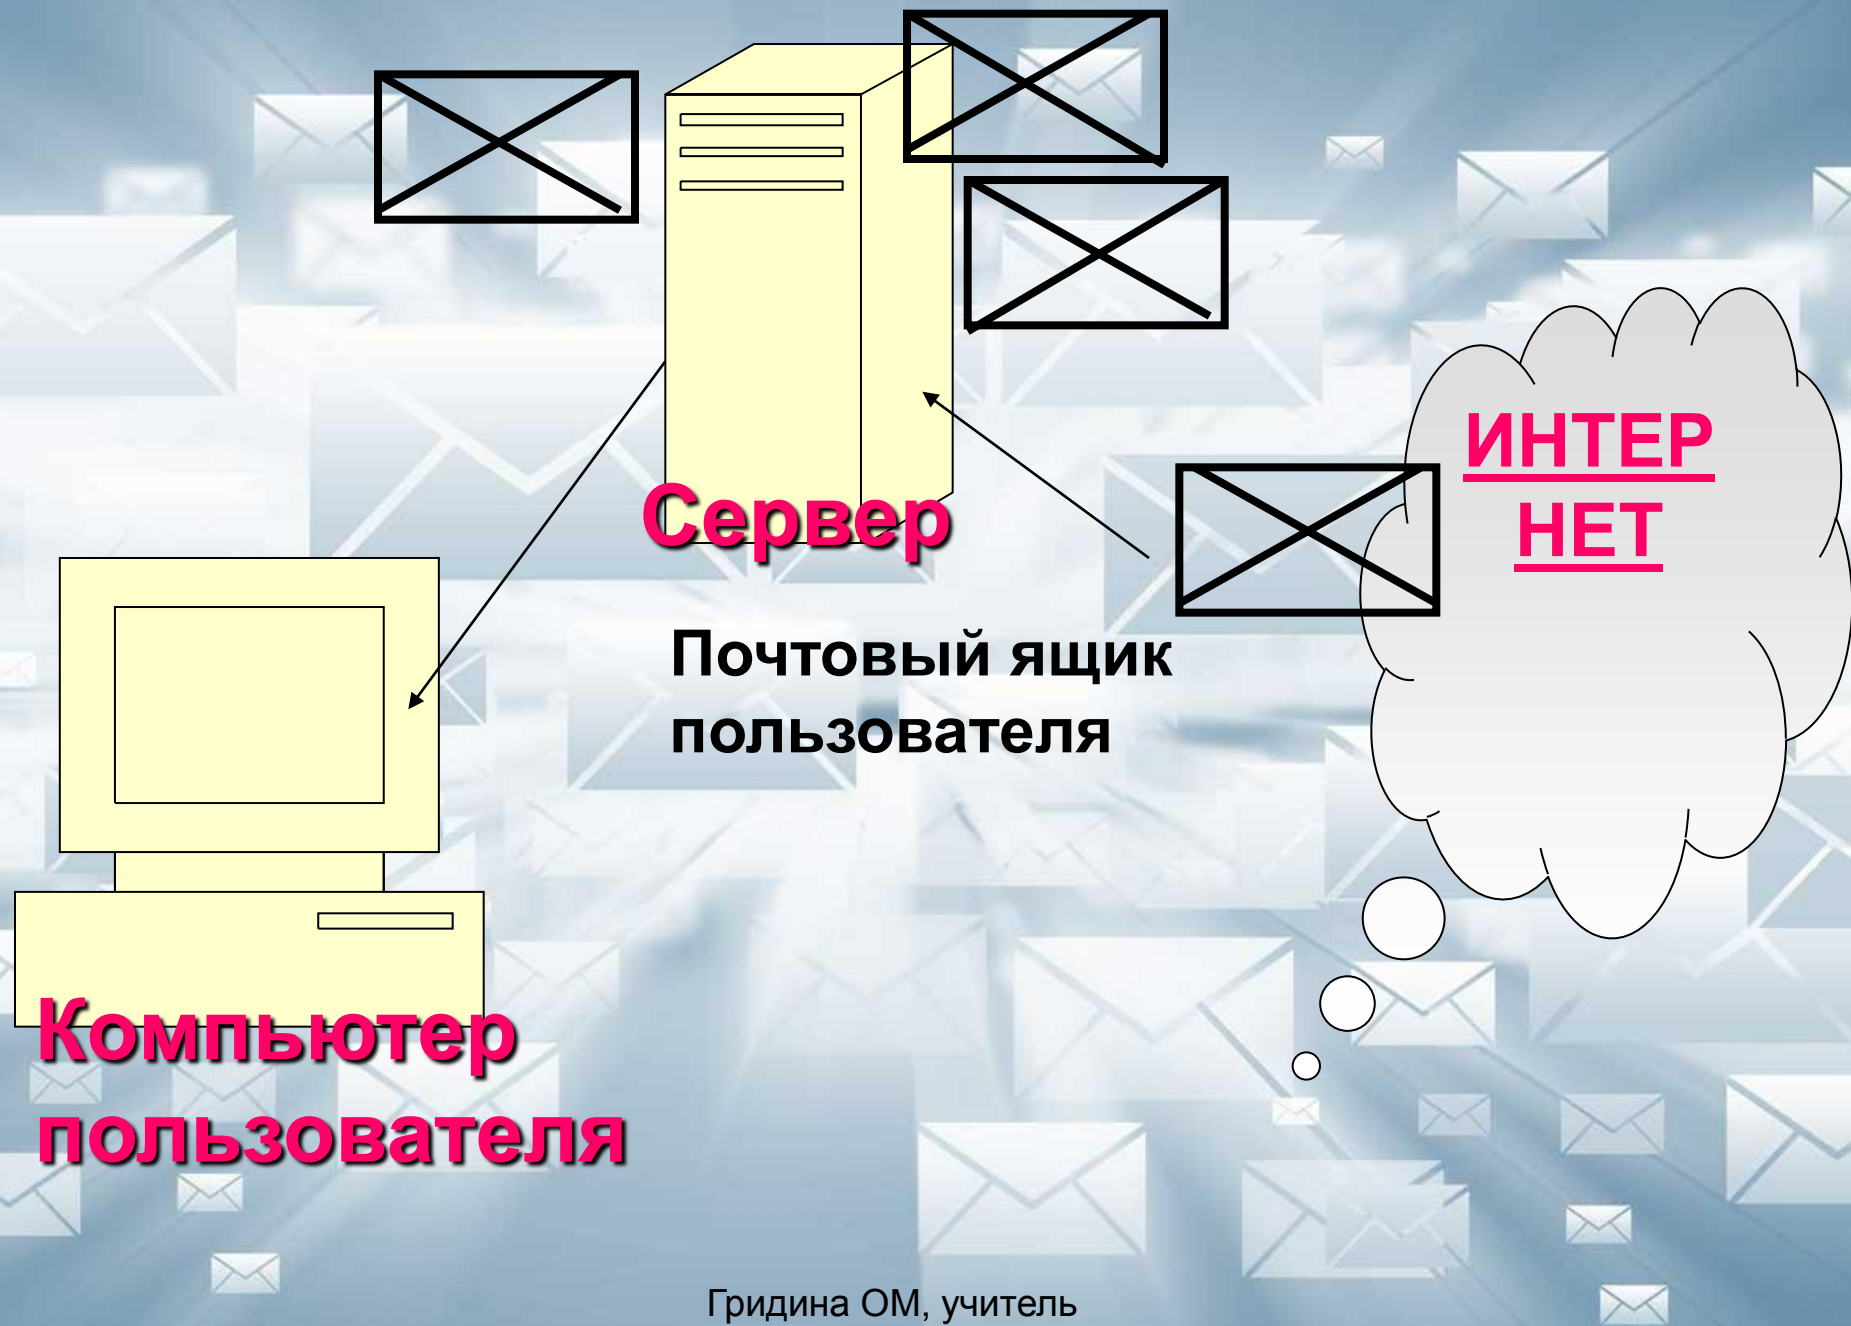 ИНТЕР
НЕТ
Сервер
Почтовый ящик
пользователя
Компьютер
пользователя
Гридина ОМ, учитель